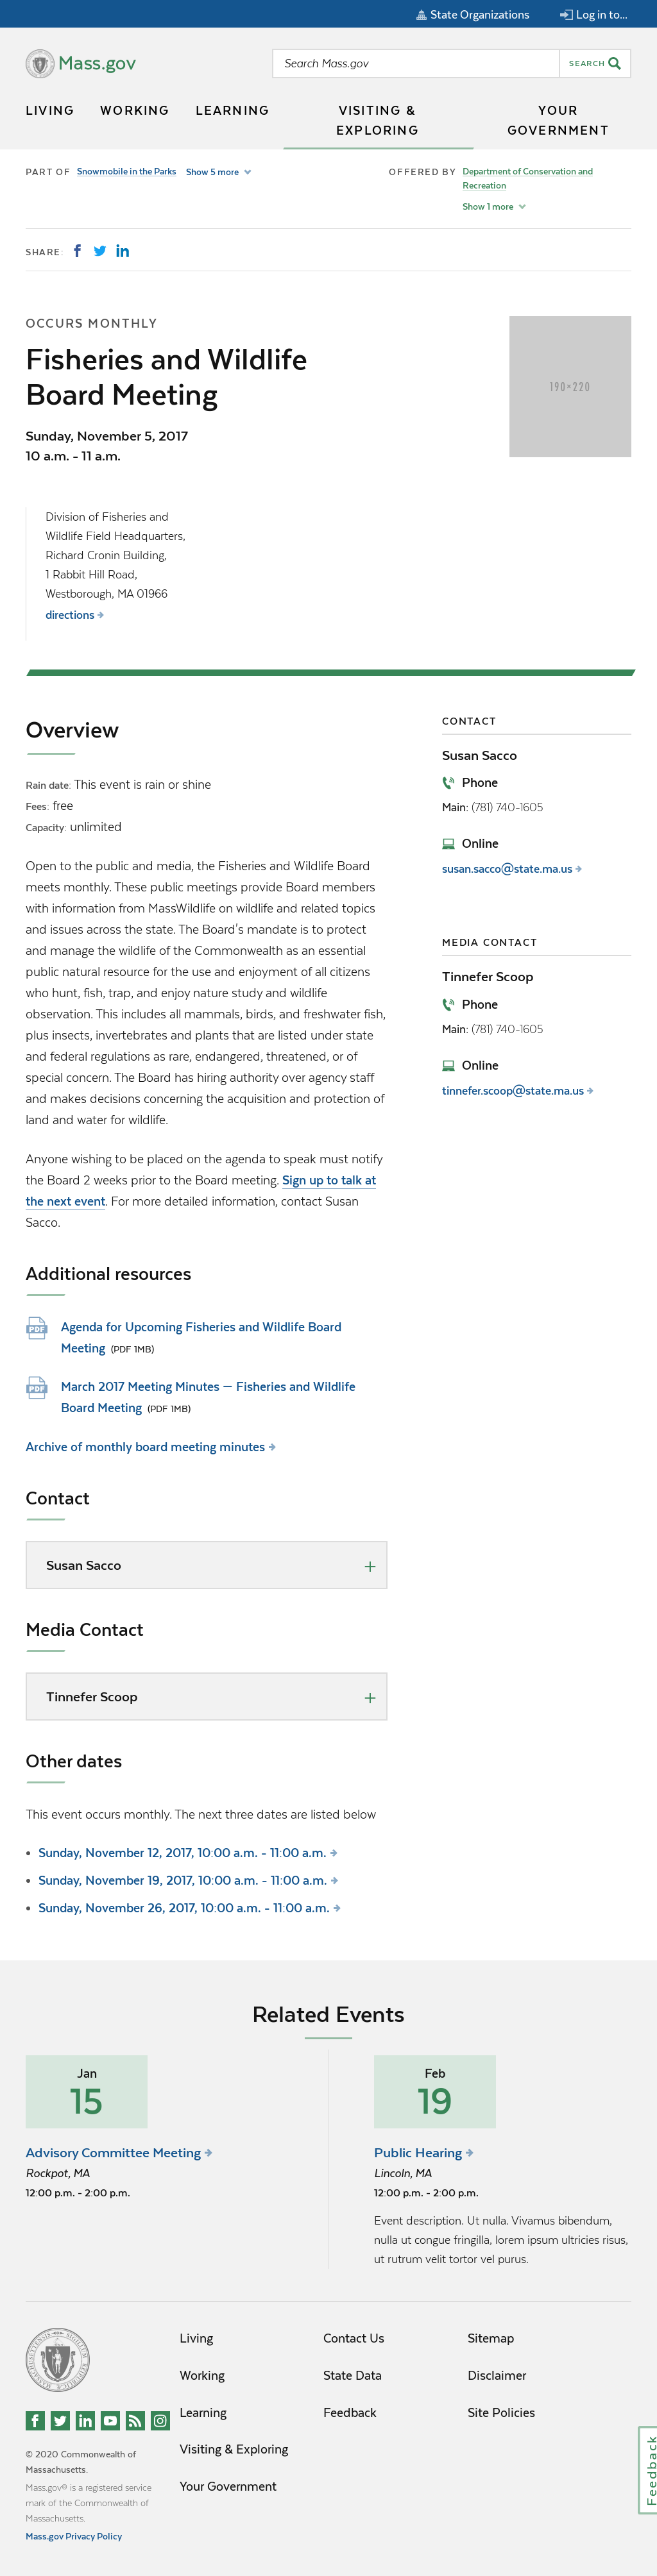 State Organizations
Log in to...
Mass.gov
Search Mass.gov
SEARCH
LIVING
WORKING
LEARNING
VISITING &
EXPLORING
YOUR
GOVERNMENT
PART OF
Snowmobile in the Parks
Show 5 more
OFFERED BY
Department of Conservation and
Recreation
Show 1 more
SHARE:
OCCURS MONTHLY
Fisheries and Wildlife
Board Meeting
Sunday, November 5, 2017
10 a.m. - 11 a.m.
190×220
Division of Fisheries and
Wildlife Field Headquarters,
Richard Cronin Building,
1 Rabbit Hill Road,
Westborough, MA 01966
directions
Overview
Rain date: This event is rain or shine
Fees: free
Capacity: unlimited
Open to the public and media, the Fisheries and Wildlife Board
meets monthly. These public meetings provide Board members
with information from MassWildlife on wildlife and related topics
and issues across the state. The Board's mandate is to protect
and manage the wildlife of the Commonwealth as an essential
public natural resource for the use and enjoyment of all citizens
who hunt, fish, trap, and enjoy nature study and wildlife
observation. This includes all mammals, birds, and freshwater fish,
plus insects, invertebrates and plants that are listed under state
and federal regulations as rare, endangered, threatened, or of
special concern. The Board has hiring authority over agency staff
and makes decisions concerning the acquisition and protection of
land and water for wildlife.
Anyone wishing to be placed on the agenda to speak must notify
the Board 2 weeks prior to the Board meeting. Sign up to talk at
the next event. For more detailed information, contact Susan
Sacco.
CONTACT
Susan Sacco
Phone
Main: (781) 740-1605
Online
susan.sacco@state.ma.us
MEDIA CONTACT
Tinnefer Scoop
Phone
Main: (781) 740-1605
Online
tinnefer.scoop@state.ma.us
Additional resources
PDF
Agenda for Upcoming Fisheries and Wildlife Board
Meeting (PDF 1MB)
PDF
March 2017 Meeting Minutes — Fisheries and Wildlife
Board Meeting (PDF 1MB)
Archive of monthly board meeting minutes
Contact
Susan Sacco
Media Contact
Tinnefer Scoop
Other dates
This event occurs monthly. The next three dates are listed below
Sunday, November 12, 2017, 10:00 a.m. - 11:00 a.m.
Sunday, November 19, 2017, 10:00 a.m. - 11:00 a.m.
Sunday, November 26, 2017, 10:00 a.m. - 11:00 a.m.
Related Events
Jan
15
Advisory Committee Meeting
Rockpot, MA
12:00 p.m. - 2:00 p.m.
Feb
19
Public Hearing
Lincoln, MA
12:00 p.m. - 2:00 p.m.
Event description. Ut nulla. Vivamus bibendum,
nulla ut congue fringilla, lorem ipsum ultricies risus,
ut rutrum velit tortor vel purus.
Living
Working
Learning
Visiting & Exploring
Your Government
Contact Us
State Data
Feedback
Sitemap
Disclaimer
Site Policies
© 2020 Commonwealth of
Massachusetts.
Mass.gov® is a registered service
mark of the Commonwealth of
Massachusetts.
Mass.gov Privacy Policy
Feedback